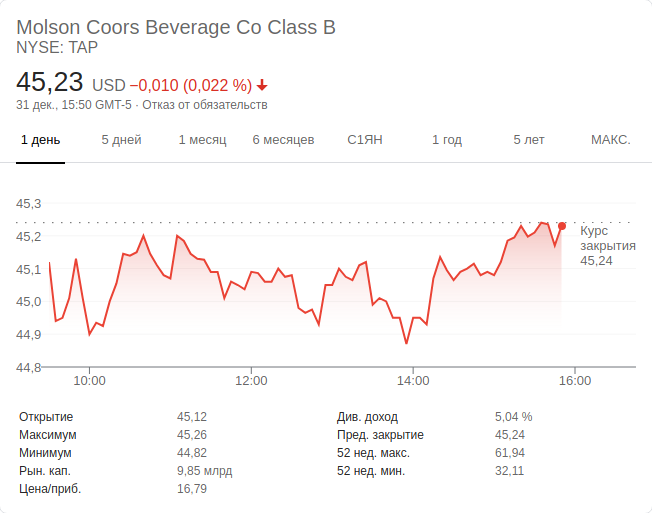 Molson Coors Beverage Co Class B
NYSE: TAP
45,23 USD −0,010 (0,022 %)
31 дек., 15:50 GMT-5 · Отказ от обязательств
1 день 5 дней 1 месяц 6 месяцев С1ЯН 1 год 5 лет МАКС.
45,3
45,2
45,1
45,0
44,9
44,8
Курс
закрытия
45,24
10:00 12:00 14:00 16:00
Открытие 45,12 Див. доход 5,04 %
Максимум 45,26 Пред. закрытие 45,24
Минимум 44,82 52 нед. макс. 61,94
Рын. кап. 9,85 млрд 52 нед. мин. 32,11
Цена/приб. 16,79